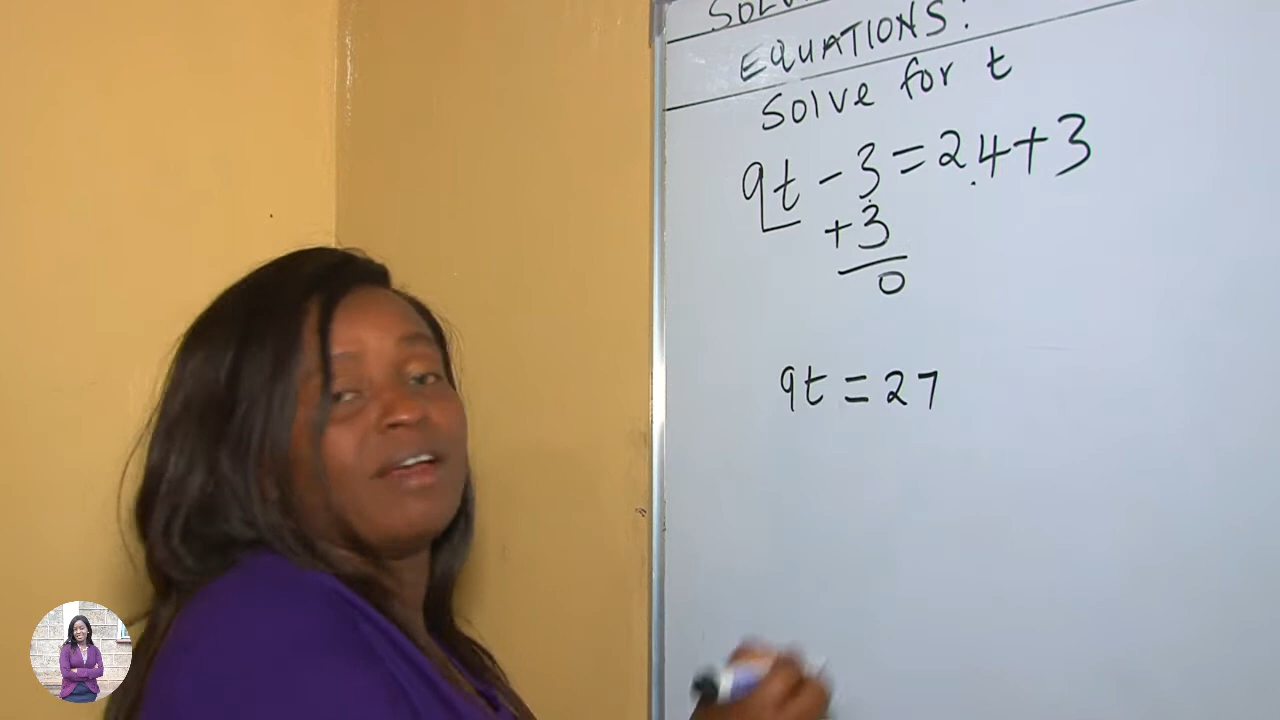 EQUATIONS:
Solve for t
9t - 3 = 24 + 3
+3
0
9t = 27